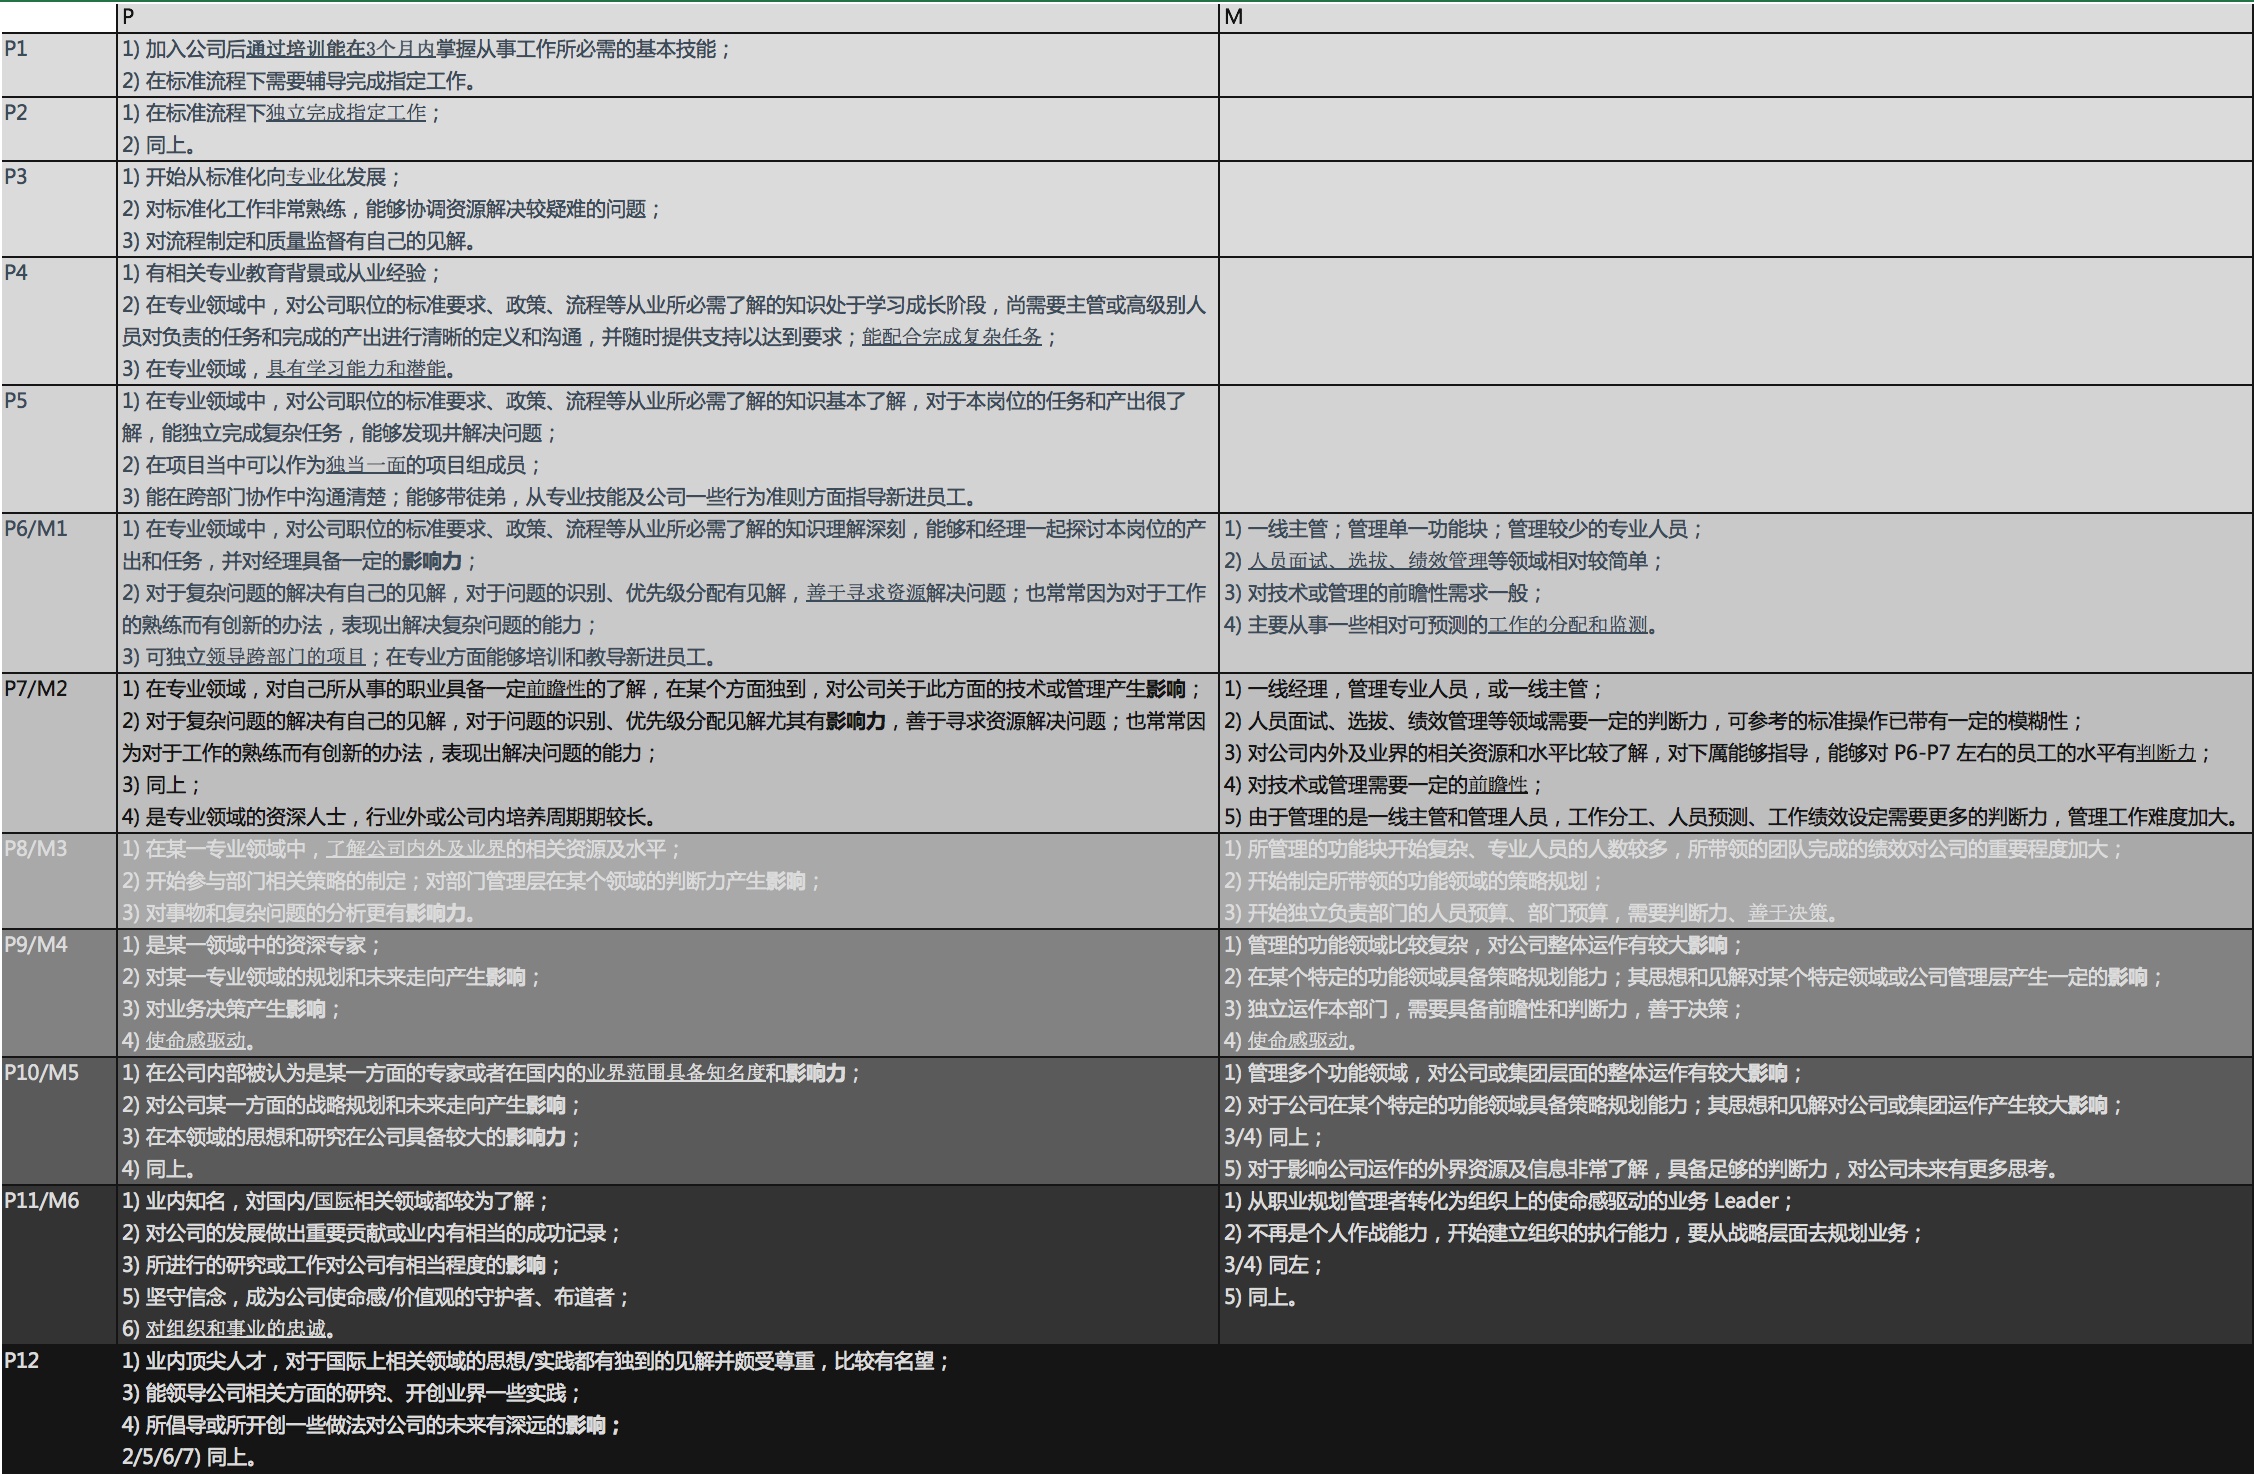 P
M
P1
1) 加入公司后通过培训能在3个月内掌握从事工作所必需的基本技能；
2) 在标准流程下需要辅导完成指定工作。
P2
1) 在标准流程下独立完成指定工作；
2) 同上。
P3
1) 开始从标准化向专业化发展；
2) 对标准化工作非常熟练，能够协调资源解决较疑难的问题；
3) 对流程制定和质量监督有自己的见解。
P4
1) 有相关专业教育背景或从业经验；
2) 在专业领域中，对公司职位的标准要求、政策、流程等从业所必需了解的知识处于学习成长阶段，尚需要主管或高级别人
员对负责的任务和完成的产出进行清晰的定义和沟通，并随时提供支持以达到要求；能配合完成复杂任务；
3) 在专业领域，具有学习能力和潜能。
P5
1) 在专业领域中，对公司职位的标准要求、政策、流程等从业所必需了解的知识基本了解，对于本岗位的任务和产出很了
解，能独立完成复杂任务，能够发现井解决问题；
2) 在项目当中可以作为独当一面的项目组成员；
3) 能在跨部门协作中沟通清楚；能够带徒弟，从专业技能及公司一些行为准则方面指导新进员工。
P6/M1
1) 在专业领域中，对公司职位的标准要求、政策、流程等从业所必需了解的知识理解深刻，能够和经理一起探讨本岗位的产
出和任务，并对经理具备一定的影响力；
2) 对于复杂问题的解决有自己的见解，对于问题的识别、优先级分配有见解，善于寻求资源解决问题；也常常因为对于工作
的熟练而有创新的办法，表现出解决复杂问题的能力；
3) 可独立领导跨部门的项目；在专业方面能够培训和教导新进员工。
1) 一线主管；管理单一功能块；管理较少的专业人员；
2) 人员面试、选拔、绩效管理等领域相对较简单；
3) 对技术或管理的前瞻性需求一般；
4) 主要从事一些相对可预测的工作的分配和监测。
P7/M2
1) 在专业领域，对自己所从事的职业具备一定前瞻性的了解，在某个方面独到，对公司关于此方面的技术或管理产生影响；
2) 对于复杂问题的解决有自己的见解，对于问题的识别、优先级分配见解尤其有影响力，善于寻求资源解决问题；也常常因
为对于工作的熟练而有创新的办法，表现出解决问题的能力；
3) 同上；
4) 是专业领域的资深人士，行业外或公司内培养周期期较长。
1) 一线经理，管理专业人员，或一线主管；
2) 人员面试、选拔、绩效管理等领域需要一定的判断力，可参考的标准操作已带有一定的模糊性；
3) 对公司内外及业界的相关资源和水平比较了解，对下厲能够指导，能够对 P6-P7 左右的员工的水平有判断力；
4) 对技术或管理需要一定的前瞻性；
5) 由于管理的是一线主管和管理人员，工作分工、人员预测、工作绩效设定需要更多的判断力，管理工作难度加大。
P8/M3
1) 在某一专业领域中，了解公司内外及业界的相关资源及水平；
2) 开始参与部门相关策略的制定；对部门管理层在某个领域的判断力产生影响；
3) 对事物和复杂问题的分析更有影响力。
1) 所管理的功能块开始复杂、专业人员的人数较多，所带领的团队完成的绩效对公司的重要程度加大；
2) 开始制定所带领的功能领域的策略规划；
3) 开始独立负责部门的人员预算、部门预算，需要判断力、善于决策。
P9/M4
1) 是某一领域中的资深专家；
2) 对某一专业领域的规划和未来走向产生影响；
3) 对业务决策产生影响；
4) 使命感驱动。
1) 管理的功能领域比较复杂，对公司整体运作有较大影响；
2) 在某个特定的功能领域具备策略规划能力；其思想和见解对某个特定领域或公司管理层产生一定的影响；
3) 独立运作本部门，需要具备前瞻性和判断力，善于决策；
4) 使命感驱动。
P10/M5
1) 在公司内部被认为是某一方面的专家或者在国内的业界范围具备知名度和影响力；
2) 对公司某一方面的战略规划和未来走向产生影响；
3) 在本领域的思想和研究在公司具备较大的影响力；
4) 同上。
1) 管理多个功能领域，对公司或集团层面的整体运作有较大影响；
2) 对于公司在某个特定的功能领域具备策略规划能力；其思想和见解对公司或集团运作产生较大影响；
3/4) 同上；
5) 对于影响公司运作的外界资源及信息非常了解，具备足够的判断力，对公司未来有更多思考。
P11/M6
1) 业内知名，対国内/国际相关领域都较为了解；
2) 对公司的发展做出重要贡献或业内有相当的成功记录；
3) 所进行的研究或工作对公司有相当程度的影响；
5) 坚守信念，成为公司使命感/价值观的守护者、布道者；
6) 对组织和事业的忠诚。
1) 从职业规划管理者转化为组织上的使命感驱动的业务 Leader；
2) 不再是个人作战能力，开始建立组织的执行能力，要从战略层面去规划业务；
3/4) 同左；
5) 同上。
P12
1) 业内顶尖人才，对于国际上相关领域的思想/实践都有独到的见解并颇受尊重，比较有名望；
3) 能领导公司相关方面的研究、开创业界一些实践；
4) 所倡导或所开创一些做法对公司的未来有深远的影响；
2/5/6/7) 同上。